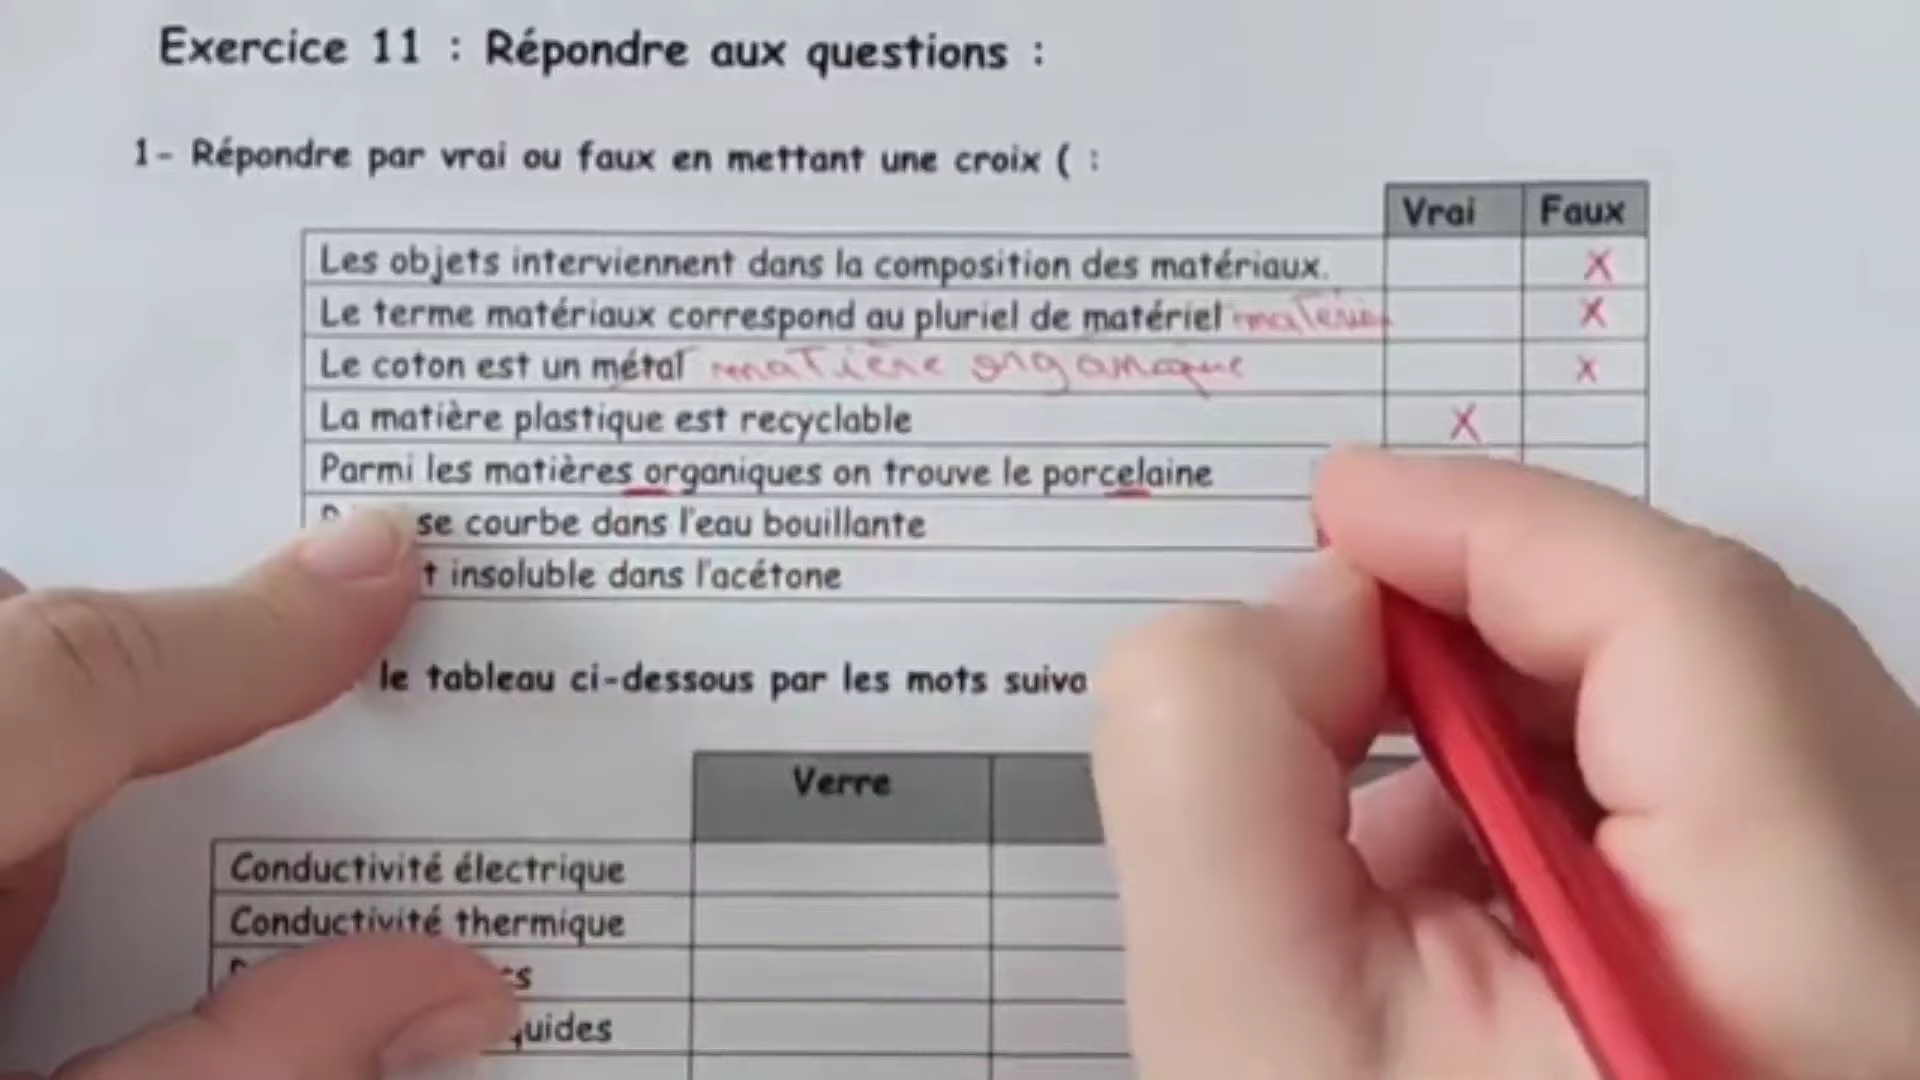 Exercice 11 : Répondre aux questions :
1- Répondre par vrai ou faux en mettant une croix ( :
Vrai Faux
Les objets interviennent dans la composition des matériaux. X
Le terme matériaux correspond au pluriel de matériel X
Le coton est un métal matière organique X
La matière plastique est recyclable X
Parmi les matières organiques on trouve le porcelaine
se courbe dans l'eau bouillante
insoluble dans l'acétone
le tableau ci-dessous par les mots
Verre
Conductivité électrique
Conductivité thermique